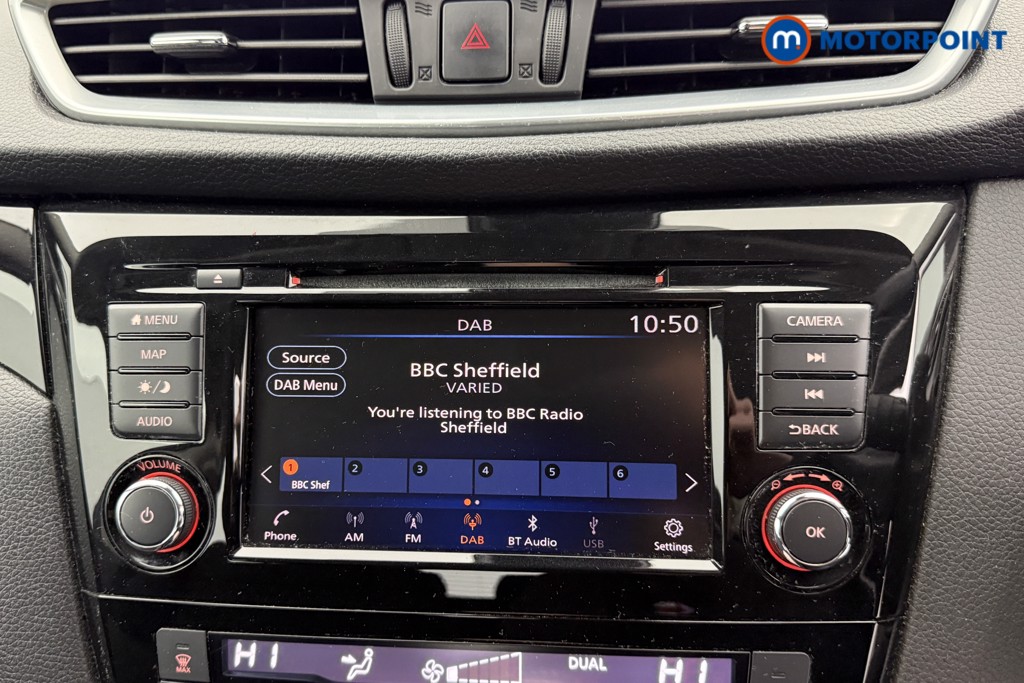 m MOTORPOINT
MENU
MAP
AUDIO
VOLUME
DAB 10:50
Source
DAB Menu
BBC Sheffield
VARIED
You're listening to BBC Radio
Sheffield
1 2 3 4 5 6
BBC Shef
Phone AM FM DAB BT Audio USB Settings
CAMERA
BACK
OK
MAX
HI DUAL HI